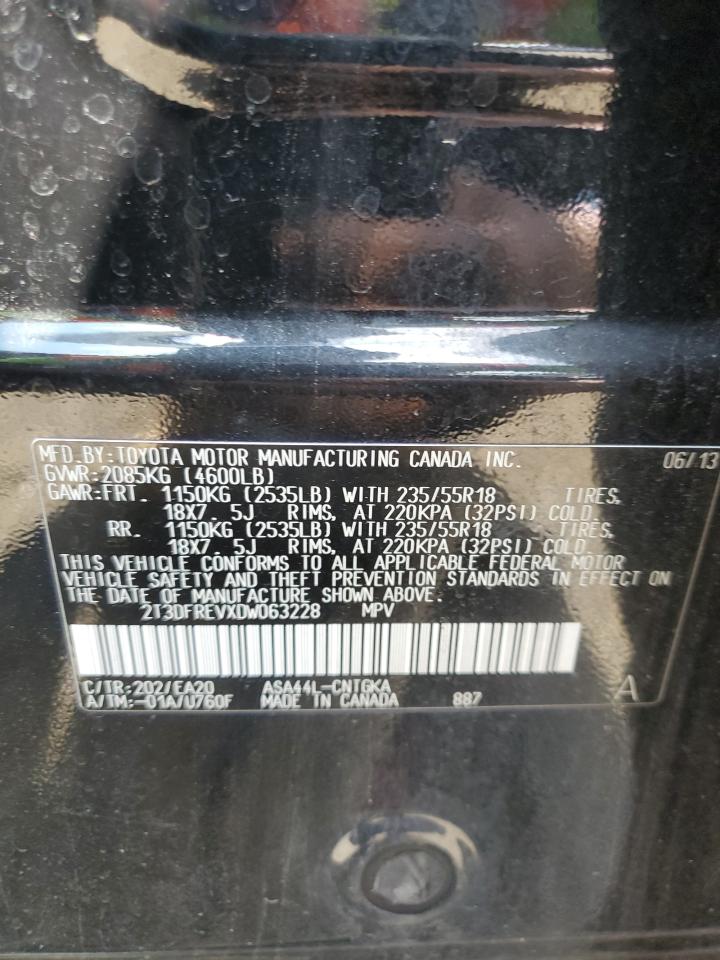 MFD.BY:TOYOTA MOTOR MANUFACTURING CANADA INC. 06/13
GVWR:2085KG (4600LB)
GAWR:FRT. 1150KG (2535LB) WITH 235/55R18 TIRES,
18X7.5J RIMS, AT 220KPA (32PSI) COLD.
RR. 1150KG (2535LB) WITH 235/55R18 TIRES,
18X7.5J RIMS, AT 220KPA (32PSI) COLD.
THIS VEHICLE CONFORMS TO ALL APPLICABLE FEDERAL MOTOR
VEHICLE SAFETY AND THEFT PREVENTION STANDARDS IN EFFECT ON
THE DATE OF MANUFACTURE SHOWN ABOVE.
2T3DFREVXDW063228 MPV
C/TR:202/EA20 ASA44L-CNTGKA
A/TM:-01A/U760F MADE IN CANADA 887 A